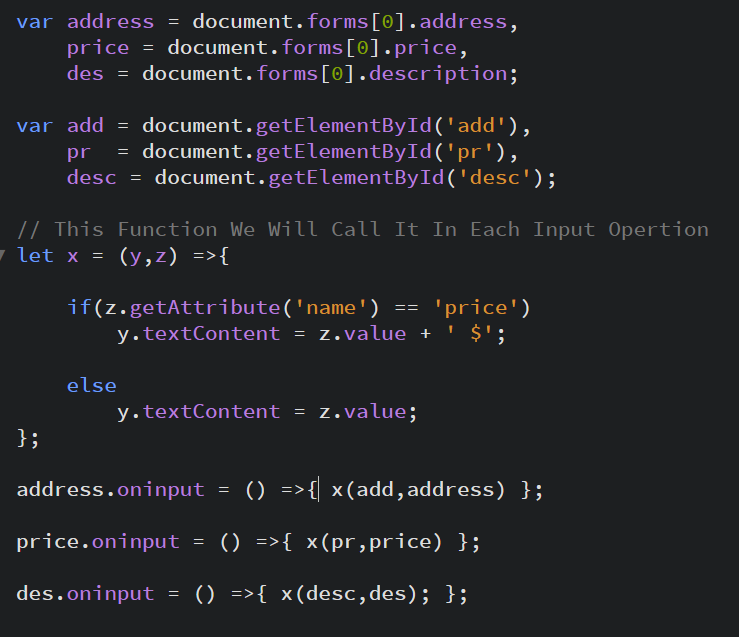 var address = document.forms[0].address,
price = document.forms[0].price,
des = document.forms[0].description;
var add = document.getElementById('add'),
pr  = document.getElementById('pr'),
desc = document.getElementById('desc');
// This Function We Will Call It In Each Input Opertion
let x = (y,z) =>{
if(z.getAttribute('name') == 'price')
y.textContent = z.value + ' $';
else
y.textContent = z.value;
};
address.oninput = () =>{ x(add,address) };
price.oninput = () =>{ x(pr,price) };
des.oninput = () =>{ x(desc,des); };